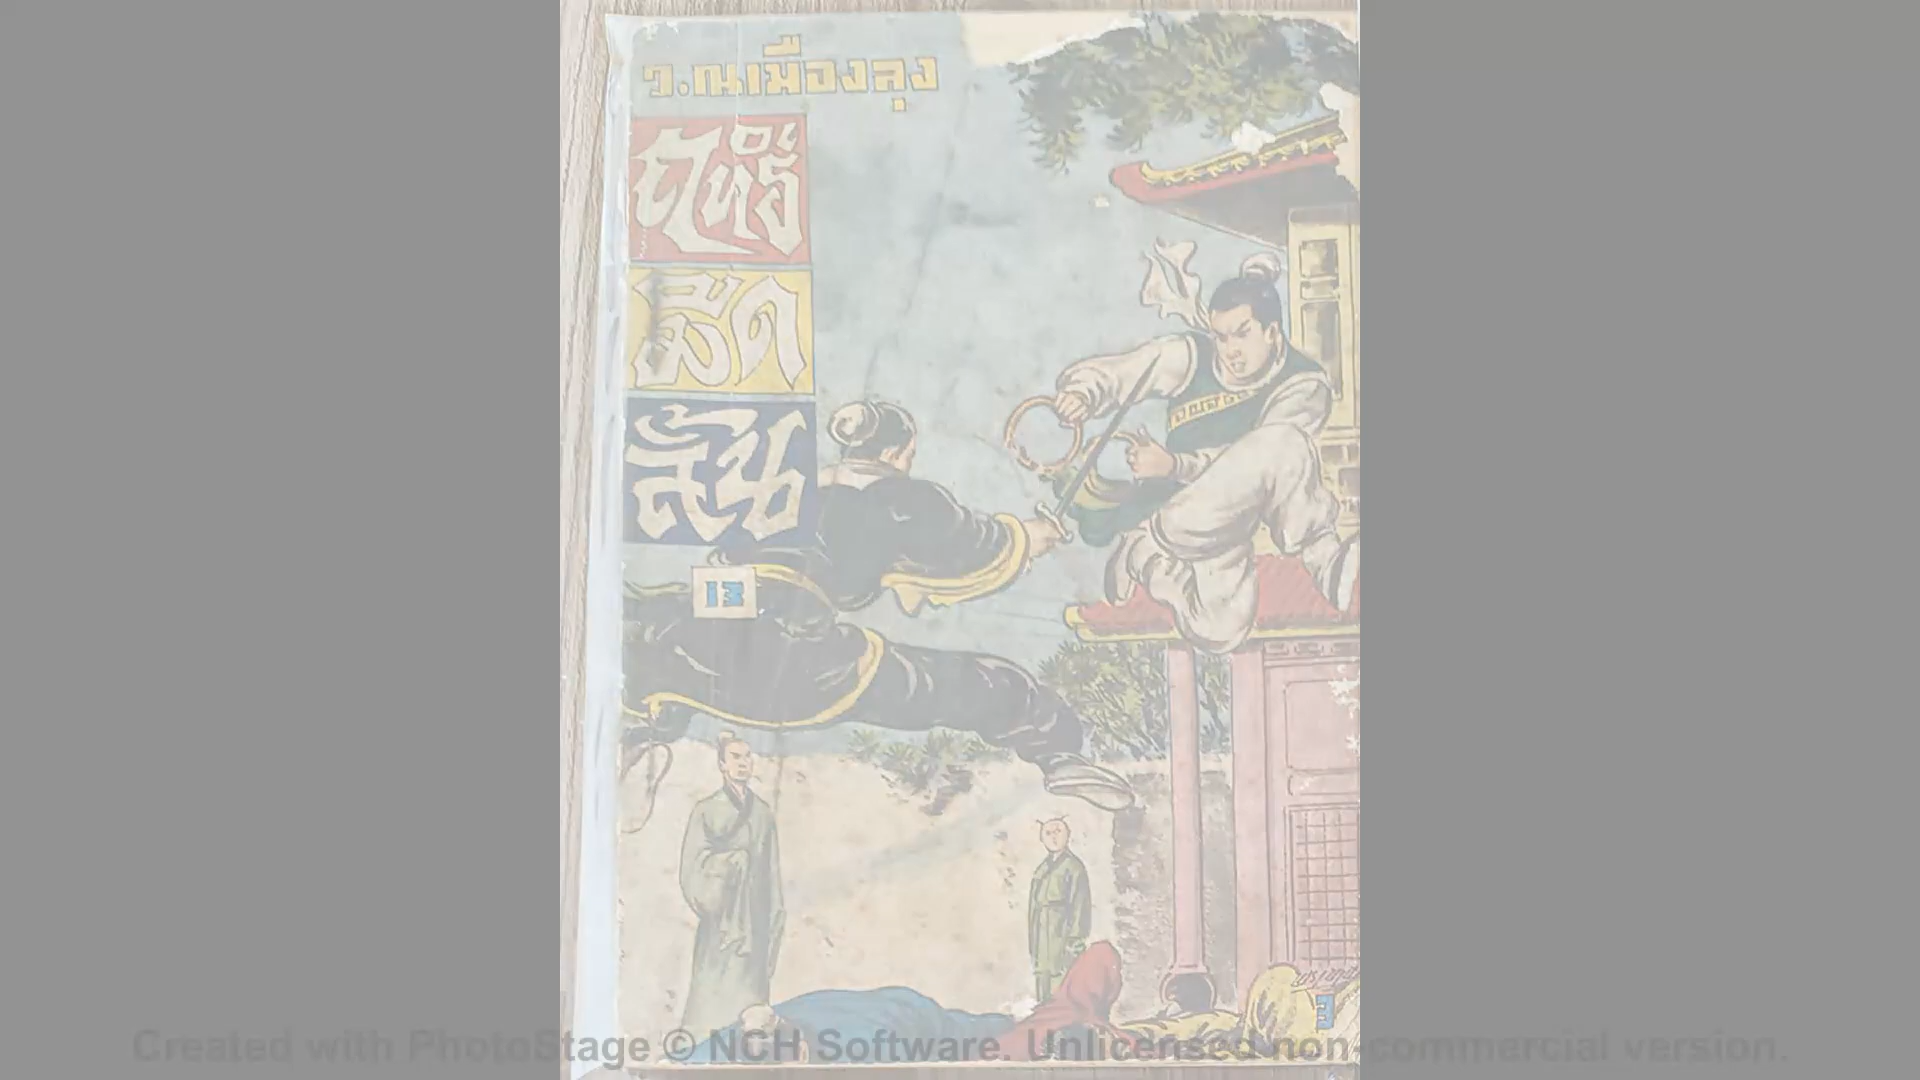 ว.ณเมืองลุง
ฤทธิ์
มีด
สั้น
13
3
Created with PhotoStage © NCH Software. Unlicensed non-commercial version.